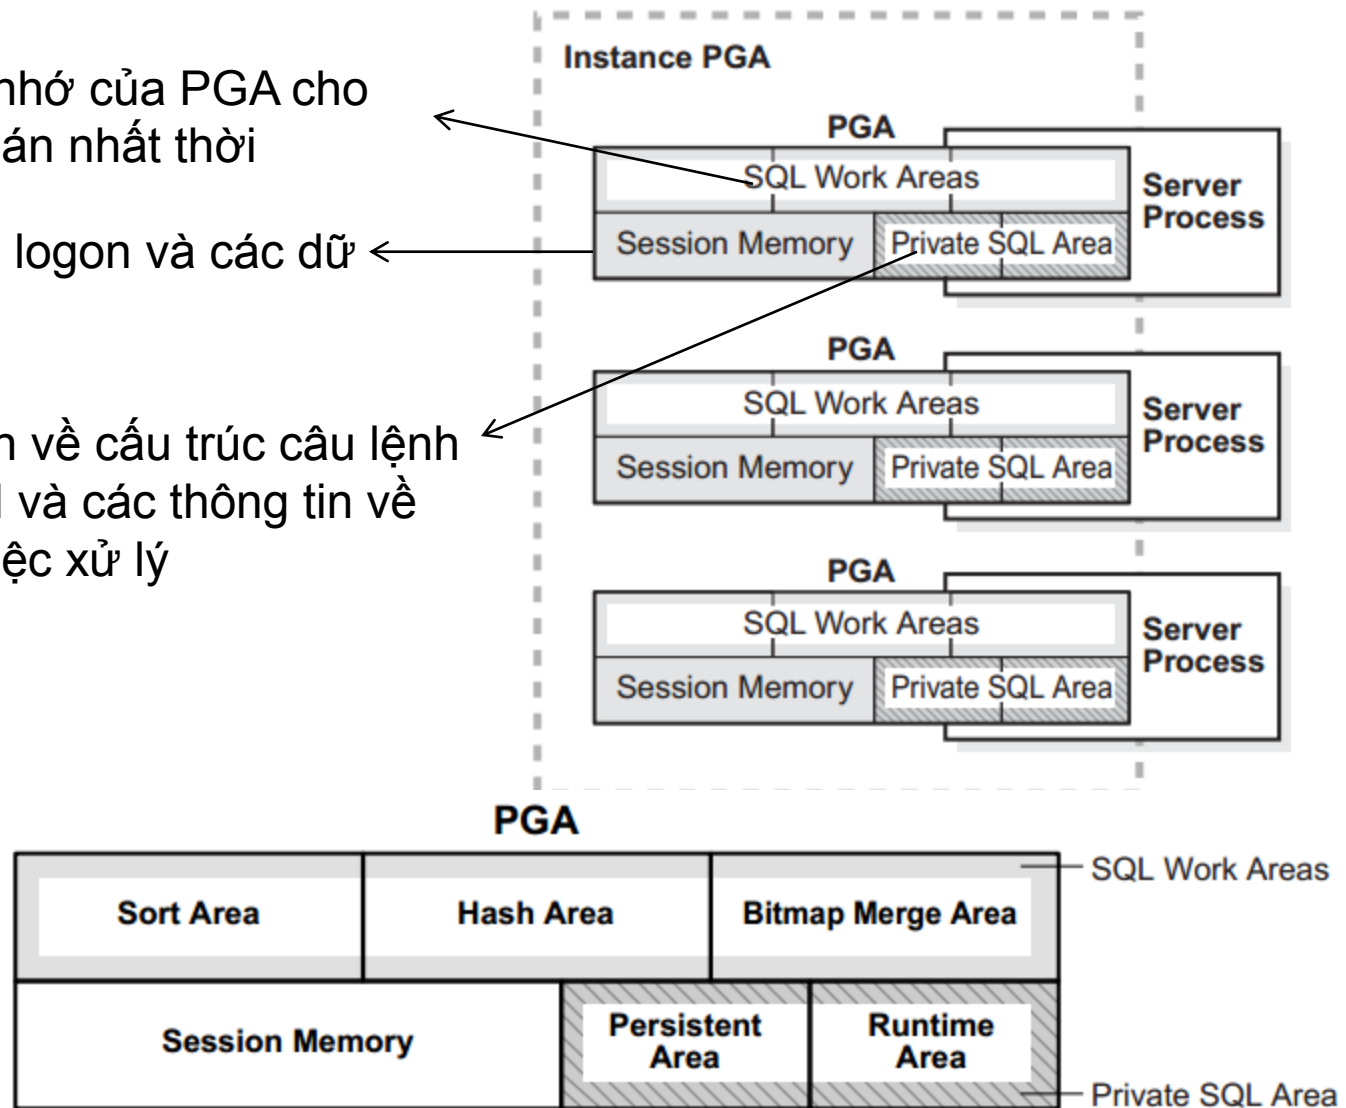 nhớ của PGA cho
án nhất thời
logon và các dữ
về cấu trúc câu lệnh
và các thông tin về
xử lý
Instance PGA
PGA
SQL Work Areas
Session Memory
Private SQL Area
Server
Process
PGA
SQL Work Areas
Session Memory
Private SQL Area
Server
Process
PGA
SQL Work Areas
Session Memory
Private SQL Area
Server
Process
PGA
Sort Area
Hash Area
Bitmap Merge Area
SQL Work Areas
Session Memory
Persistent
Area
Runtime
Area
Private SQL Area